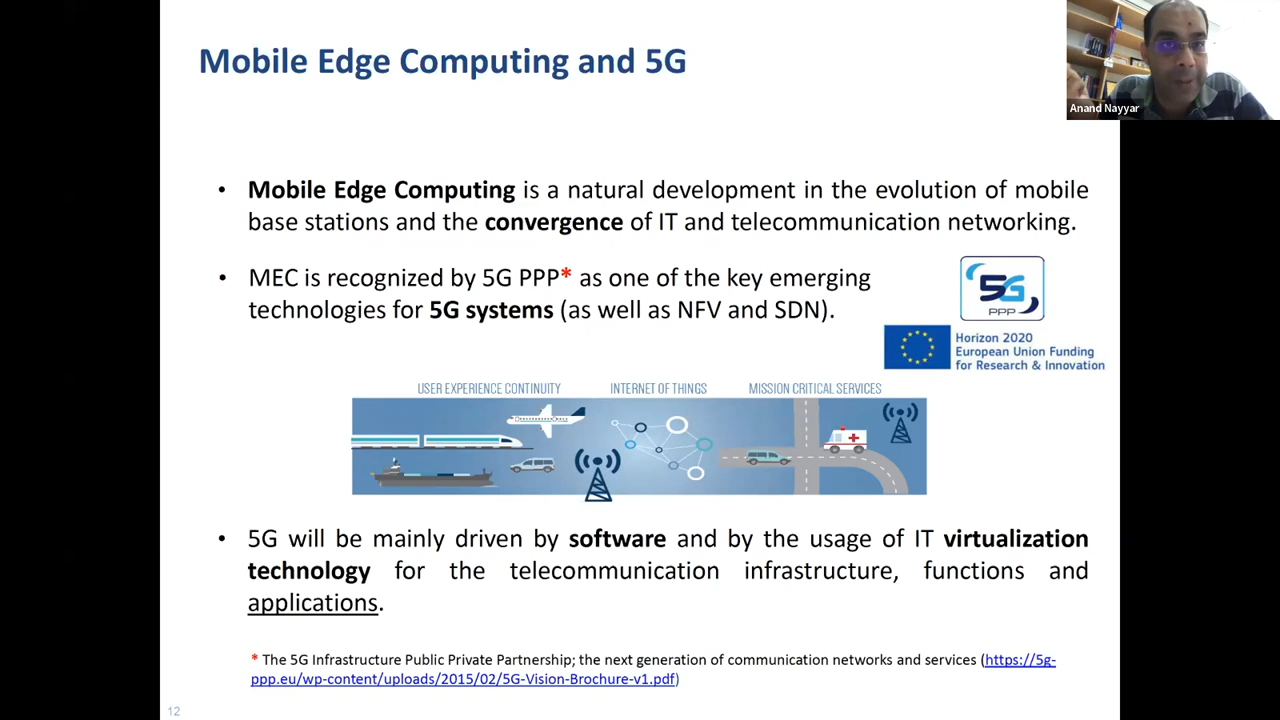 Mobile Edge Computing and 5G
Anand Nayyar
• Mobile Edge Computing is a natural development in the evolution of mobile
base stations and the convergence of IT and telecommunication networking.
• MEC is recognized by 5G PPP* as one of the key emerging
technologies for 5G systems (as well as NFV and SDN).
5G
PPP
Horizon 2020
European Union Funding
for Research & Innovation
USER EXPERIENCE CONTINUITY INTERNET OF THINGS MISSION CRITICAL SERVICES
• 5G will be mainly driven by software and by the usage of IT virtualization
technology for the telecommunication infrastructure, functions and
applications.
* The 5G Infrastructure Public Private Partnership; the next generation of communication networks and services (https://5g-
ppp.eu/wp-content/uploads/2015/02/5G-Vision-Brochure-v1.pdf)
12